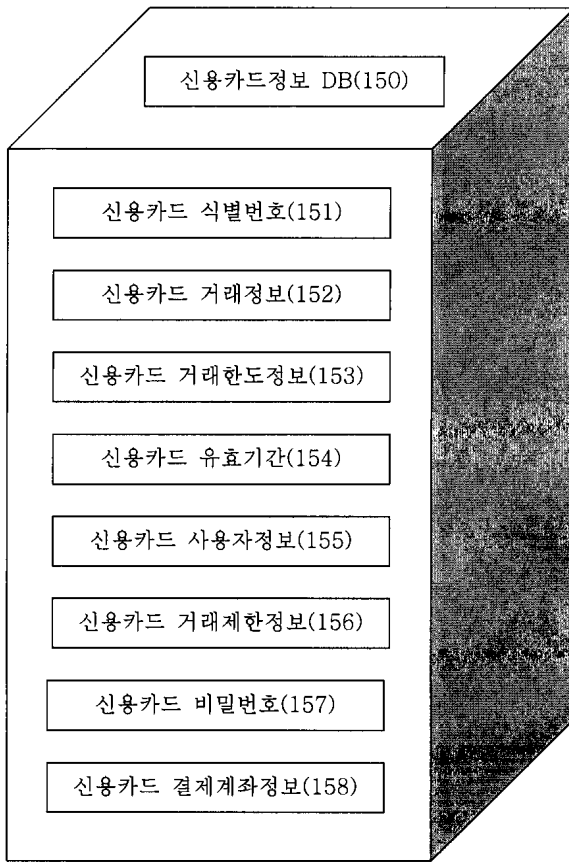 신용카드정보 DB(150)
신용카드 식별번호(151)
신용카드 거래정보(152)
신용카드 거래한도정보(153)
신용카드 유효기간(154)
신용카드 사용자정보(155)
신용카드 거래제한정보(156)
신용카드 비밀번호(157)
신용카드 결제계좌정보(158)